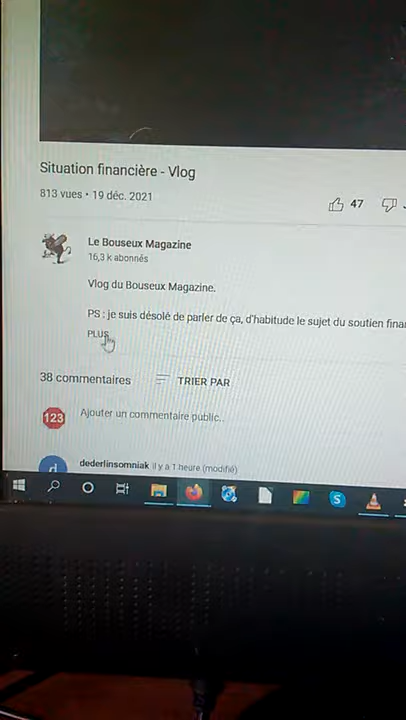 Situation financière - Vlog
813 vues • 19 déc. 2021
47
Le Bouseux Magazine
16,3 k abonnés
Vlog du Bouseux Magazine.
PS : je suis désolé de parler de ça, d'habitude le sujet du soutien finan
PLUS
38 commentaires
TRIER PAR
123
Ajouter un commentaire public..
d
dederlinsomniak il y a 1 heure (modifié)
S